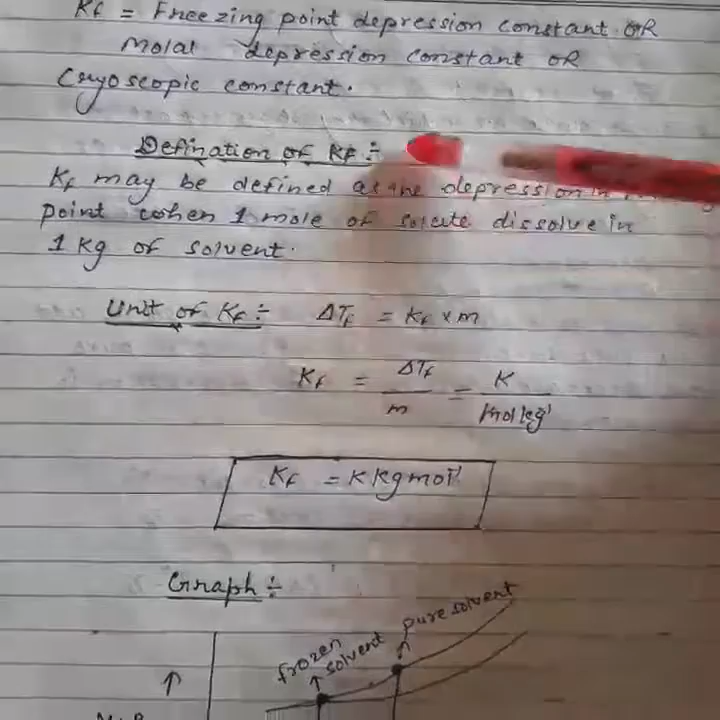 Kf = Freezing point depression constant OR
Molal depression constant OR
Cryoscopic constant.
Defination of Kf ÷
Kf may be defined as the depression in
point when 1 mole of solute dissolve in
1 kg of solvent.
Unit of Kf ÷ ΔTf = Kf × m
Kf = ΔTf / m = K / mol kg⁻¹
Kf = K kg mol⁻¹
Graph ÷
pure solvent
frozen
solvent